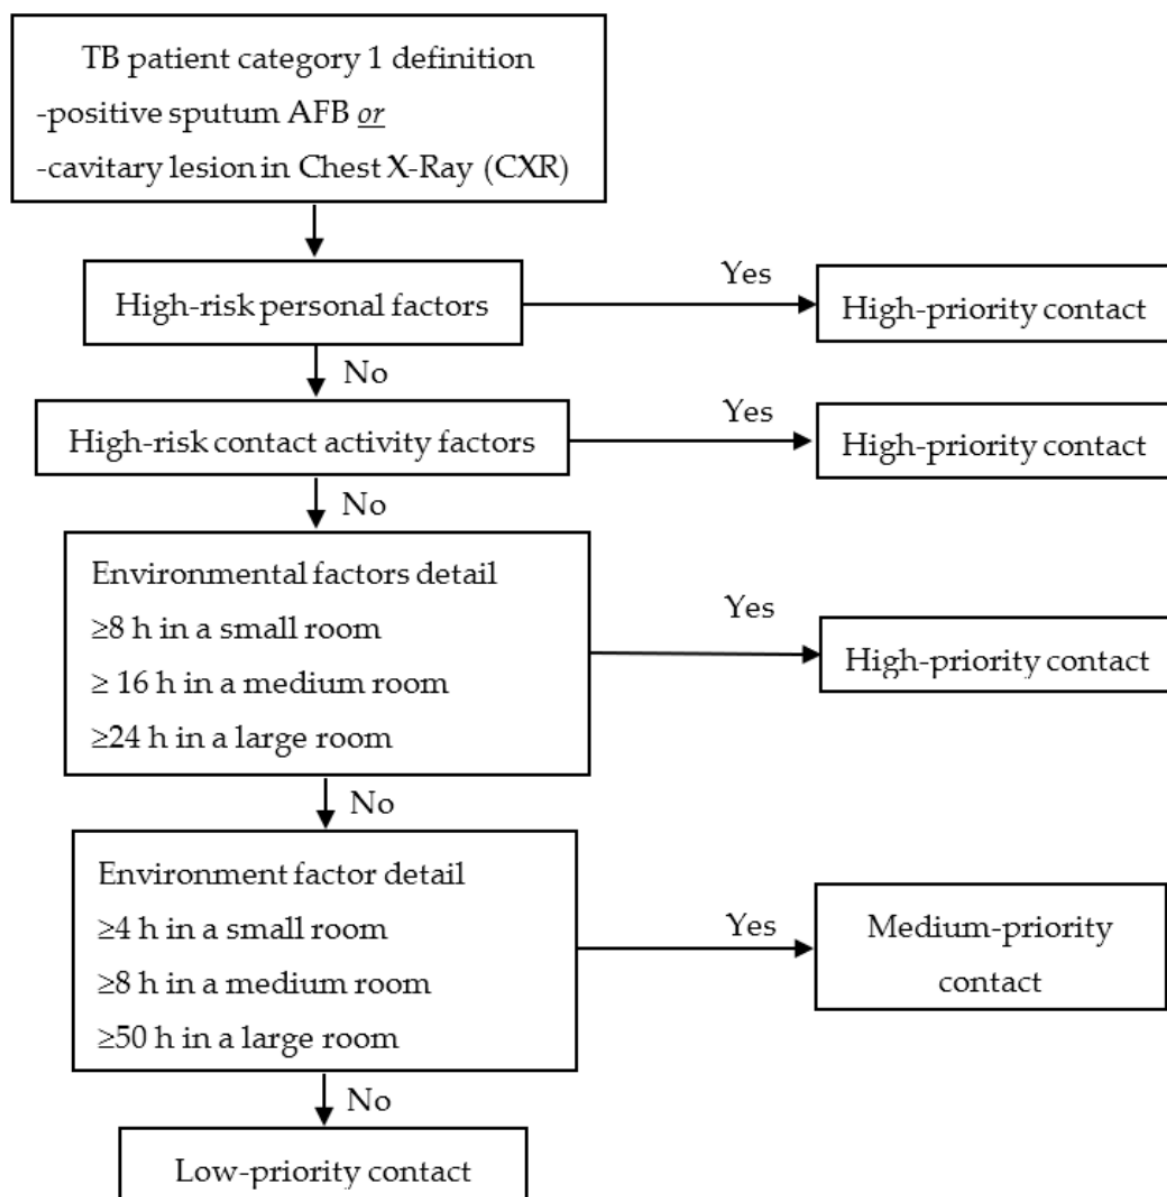 TB patient category 1 definition
-positive sputum AFB or
-cavitary lesion in Chest X-Ray (CXR)
High-risk personal factors
Yes
High-priority contact
No
High-risk contact activity factors
Yes
High-priority contact
No
Environmental factors detail
≥8 h in a small room
≥ 16 h in a medium room
≥24 h in a large room
Yes
High-priority contact
No
Environment factor detail
≥4 h in a small room
≥8 h in a medium room
≥50 h in a large room
Yes
Medium-priority
contact
No
Low-priority contact